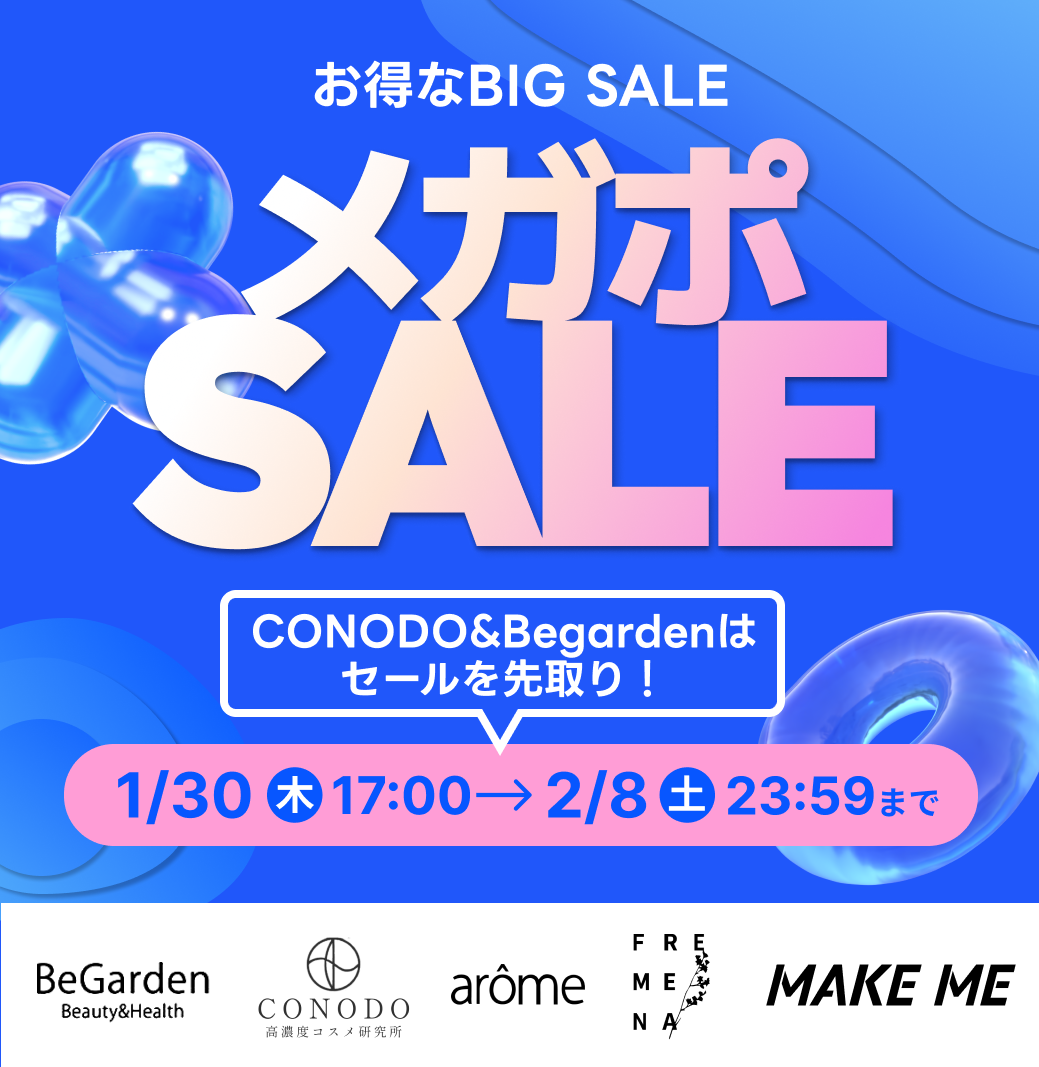 お得なBIG SALE
メガポ
SALE
CONODO&Begardenは
セールを先取り！
1/30 木 17:00→2/8 土 23:59まで
BeGarden
Beauty&Health
CONODO
高濃度コスメ研究所
arôme
FRE
MME
NA
MAKE ME